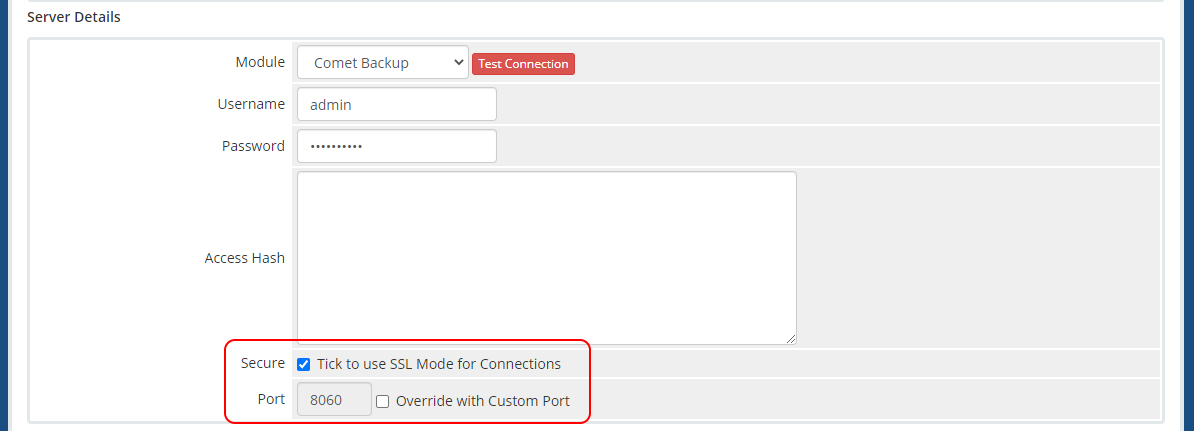 Server Details
Module Comet Backup Test Connection
Username admin
Password ••••••••••
Access Hash
Secure Tick to use SSL Mode for Connections
Port 8060 Override with Custom Port